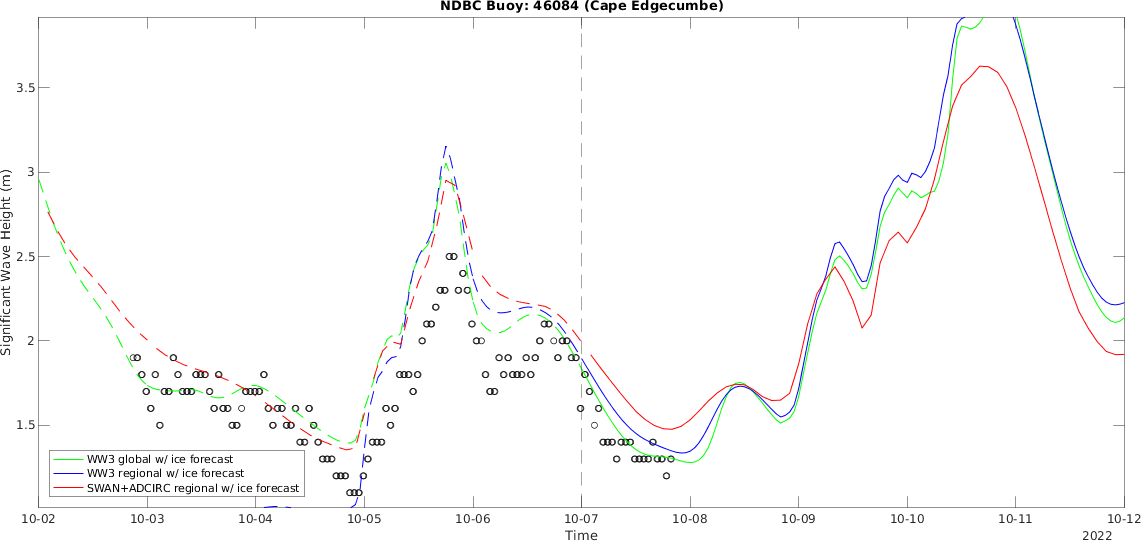 NDBC Buoy: 46084 (Cape Edgecumbe)
Significant Wave Height (m)
3.5
3
2.5
2
1.5
WW3 global w/ ice forecast
WW3 regional w/ ice forecast
SWAN+ADCIRC regional w/ ice forecast
10-02 10-03 10-04 10-05 10-06 10-07 10-08 10-09 10-10 10-11 10-12
Time
2022